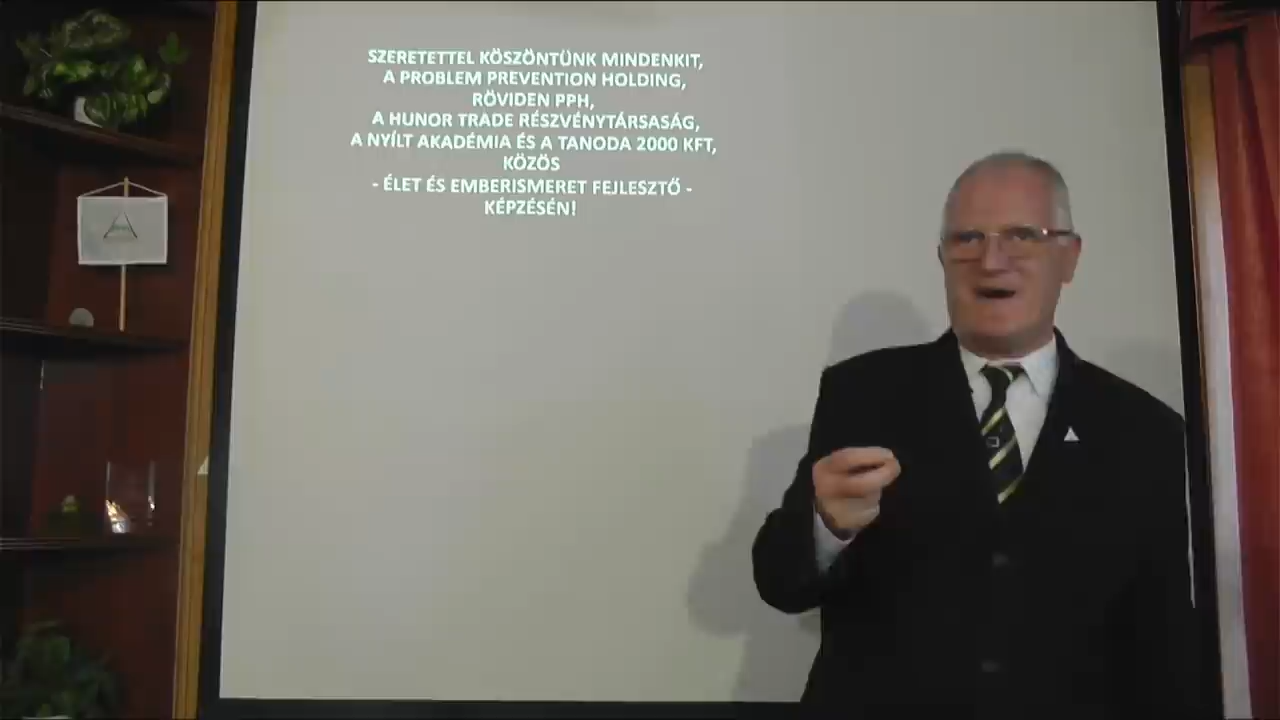 SZERETETTEL KÖSZÖNTÜNK MINDENKIT,
A PROBLEM PREVENTION HOLDING,
RÖVIDEN PPH,
A HUNOR TRADE RÉSZVÉNYTÁRSASÁG,
A NYÍLT AKADÉMIA ÉS A TANODA 2000 KFT,
KÖZÖS
- ÉLET ÉS EMBERISMERET FEJLESZTŐ -
KÉPZÉSÉN!